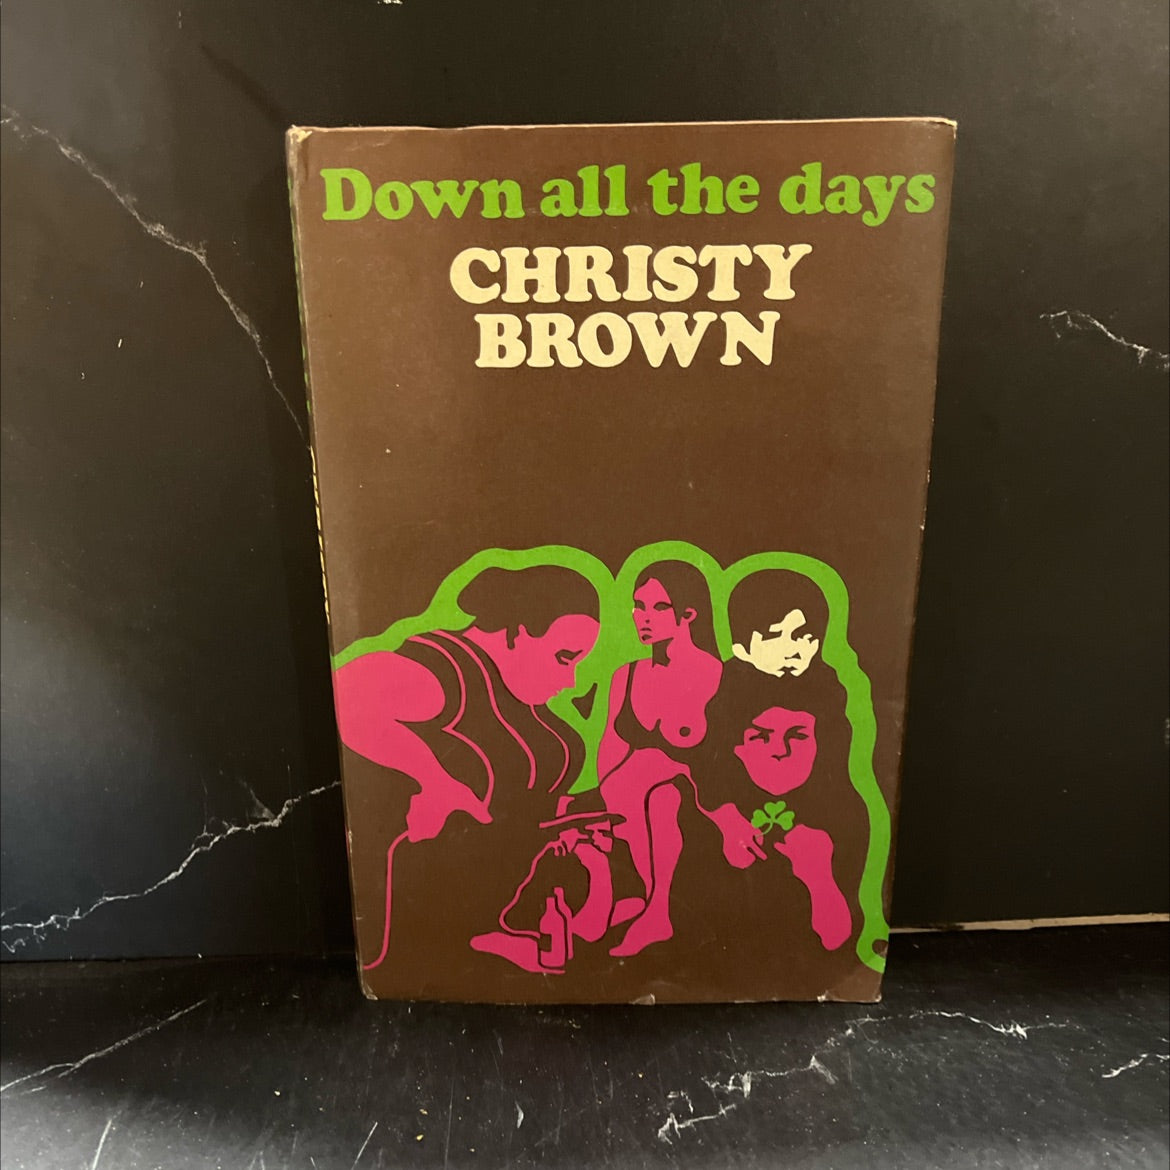 Down all the days
CHRISTY
BROWN